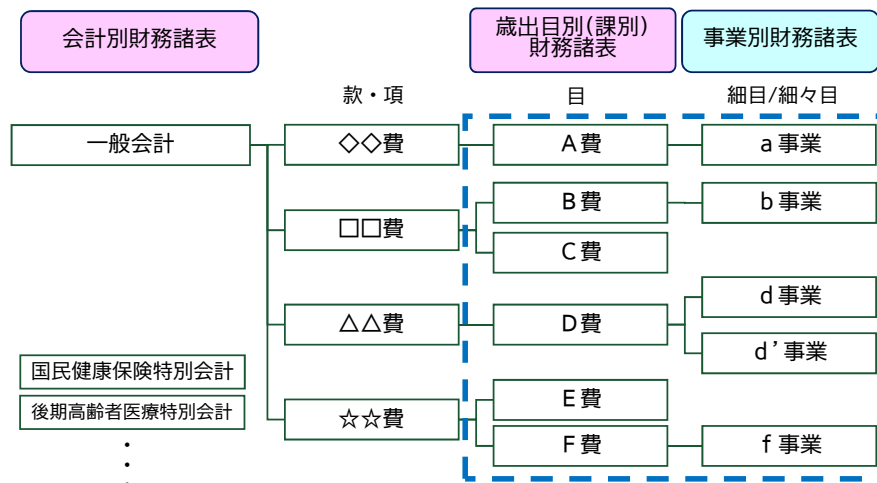 会計別財務諸表
歳出目別(課別)
財務諸表
事業別財務諸表
款・項
目
細目/細々目
一般会計
◇◇費
A費
a事業
□□費
B費
b事業
C費
△△費
D費
d事業
d’事業
国民健康保険特別会計
後期高齢者医療特別会計
・
・
・
☆☆費
E費
F費
f事業